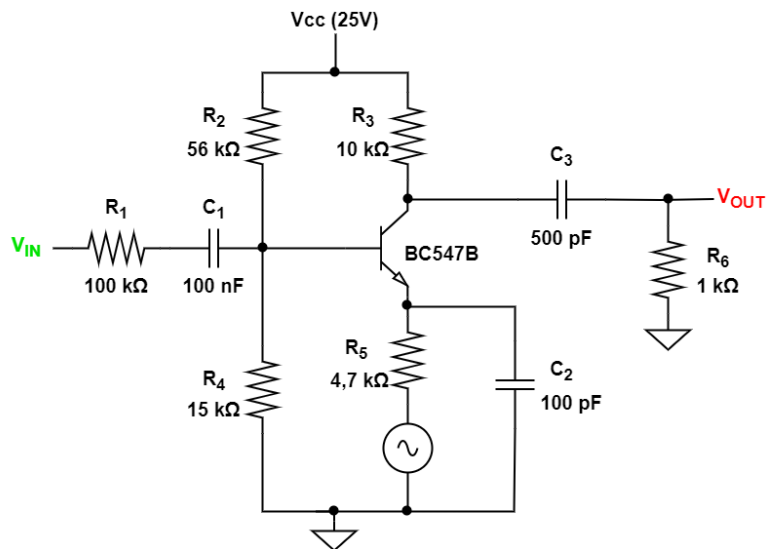 Vcc (25V)
R2
56 kΩ
R3
10 kΩ
C3
500 pF
VOUT
R1
100 kΩ
C1
100 nF
VIN
BC547B
R6
1 kΩ
R5
4,7 kΩ
C2
100 pF
R4
15 kΩ